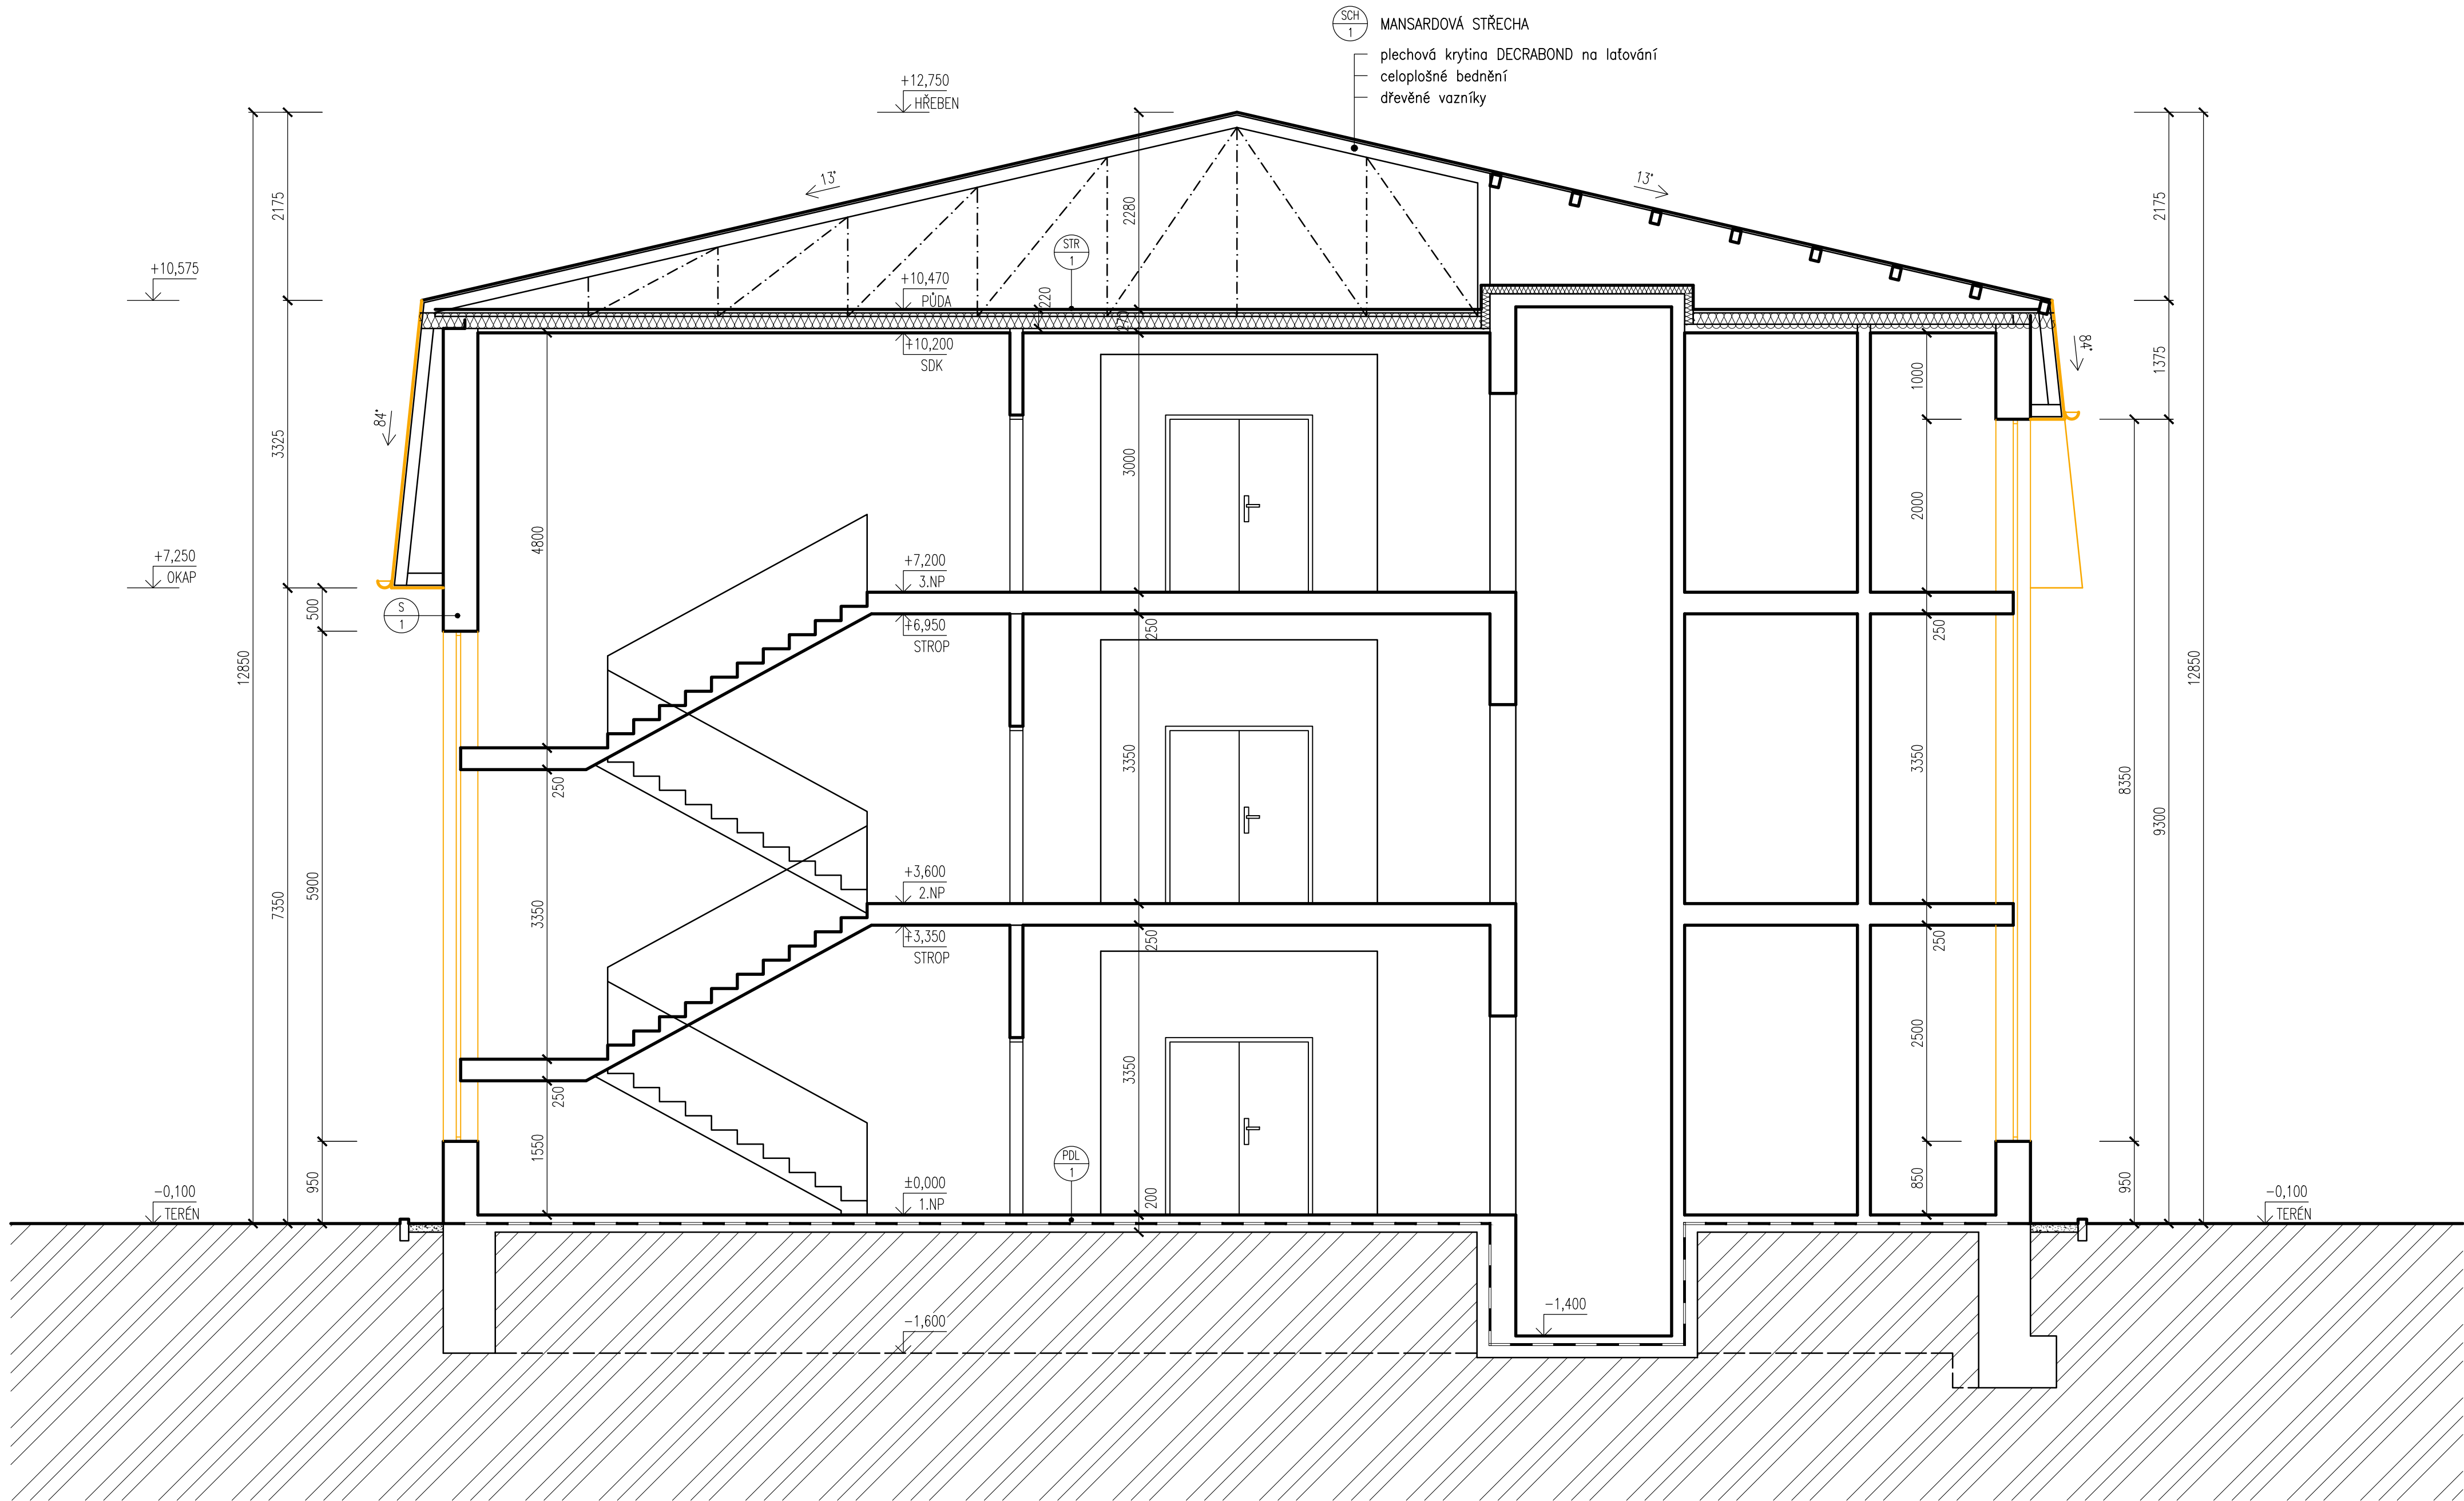 SCH
1
MANSARDOVÁ STŘECHA
plechová krytina DECRABOND na laťování
celoplošné bednění
dřevěné vazníky
+12,750
HŘEBEN
13°
13°
2175
2280
2175
STR
1
+10,575
+10,470
PŮDA
220
270
+10,200
SDK
84°
84°
1000
1375
3325
3000
2000
4800
+7,250
OKAP
+7,200
3.NP
500
S
1
+6,950
STROP
250
250
12850
12850
250
3350
3350
8350
9300
5900
7350
3350
+3,600
2.NP
+3,350
STROP
250
250
2500
250
1550
3350
PDL
1
950
850
950
-0,100
TERÉN
±0,000
1.NP
200
-0,100
TERÉN
-1,400
-1,600